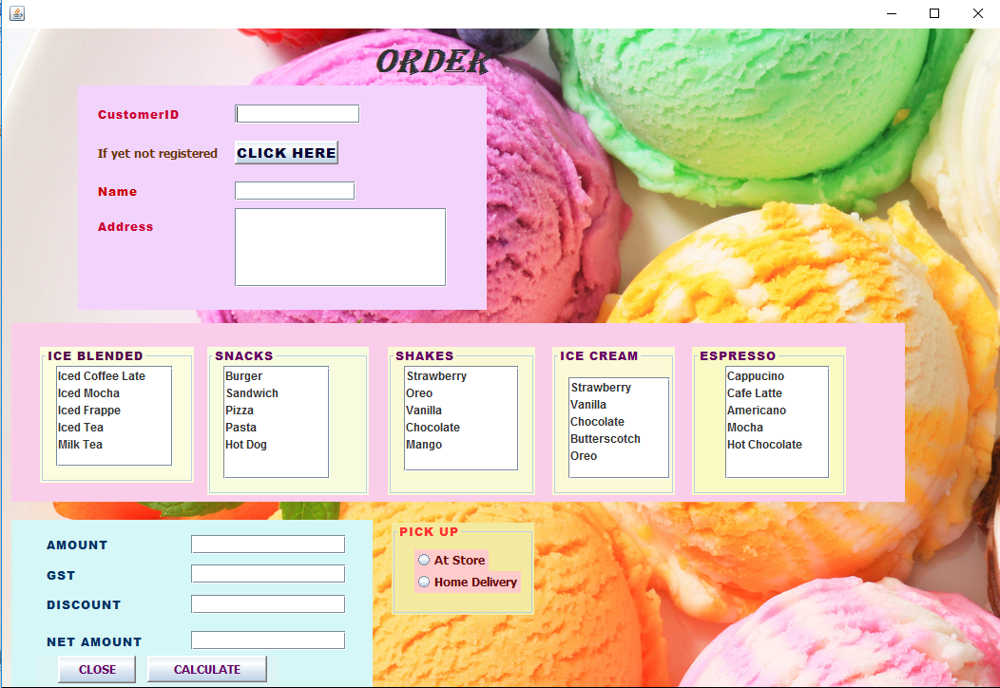 ORDER
CustomerID
If yet not registered CLICK HERE
Name
Address
ICE BLENDED
Iced Coffee Late
Iced Mocha
Iced Frappe
Iced Tea
Milk Tea
SNACKS
Burger
Sandwich
Pizza
Pasta
Hot Dog
SHAKES
Strawberry
Oreo
Vanilla
Chocolate
Mango
ICE CREAM
Strawberry
Vanilla
Chocolate
Butterscotch
Oreo
ESPRESSO
Cappucino
Cafe Latte
Americano
Mocha
Hot Chocolate
AMOUNT
GST
DISCOUNT
NET AMOUNT
CLOSE CALCULATE
PICK UP
At Store
Home Delivery